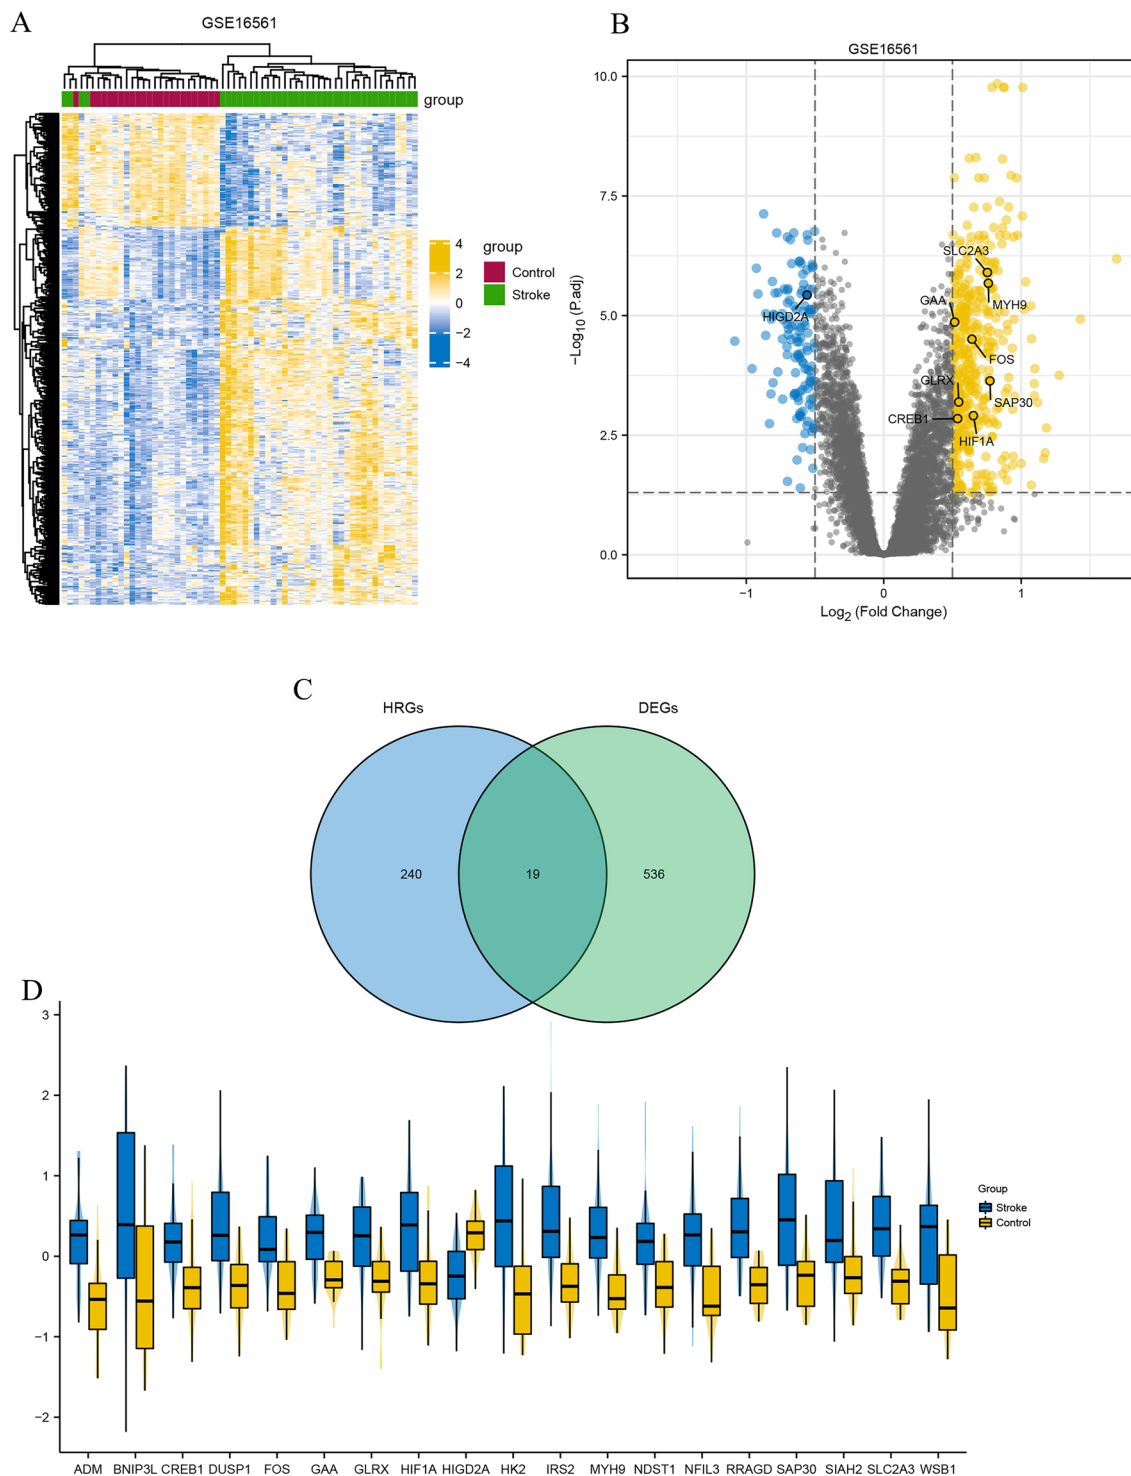 A
GSE16561
group
4
2
0
−2
−4
group
Control
Stroke
B
GSE16561
10.0
7.5
5.0
2.5
0.0
−Log10 (P.adj)
SLC2A3
GAA
MYH9
HIGD2A
FOS
GLRX
SAP30
CREB1
HIF1A
−1
0
1
Log2 (Fold Change)
C
HRGs
DEGs
240
19
536
D
3
2
1
0
−1
−2
Group
Stroke
Control
ADM BNIP3L CREB1 DUSP1 FOS GAA GLRX HIF1A HIGD2A HK2 IRS2 MYH9 NDST1 NFIL3 RRAGD SAP30 SIAH2 SLC2A3 WSB1